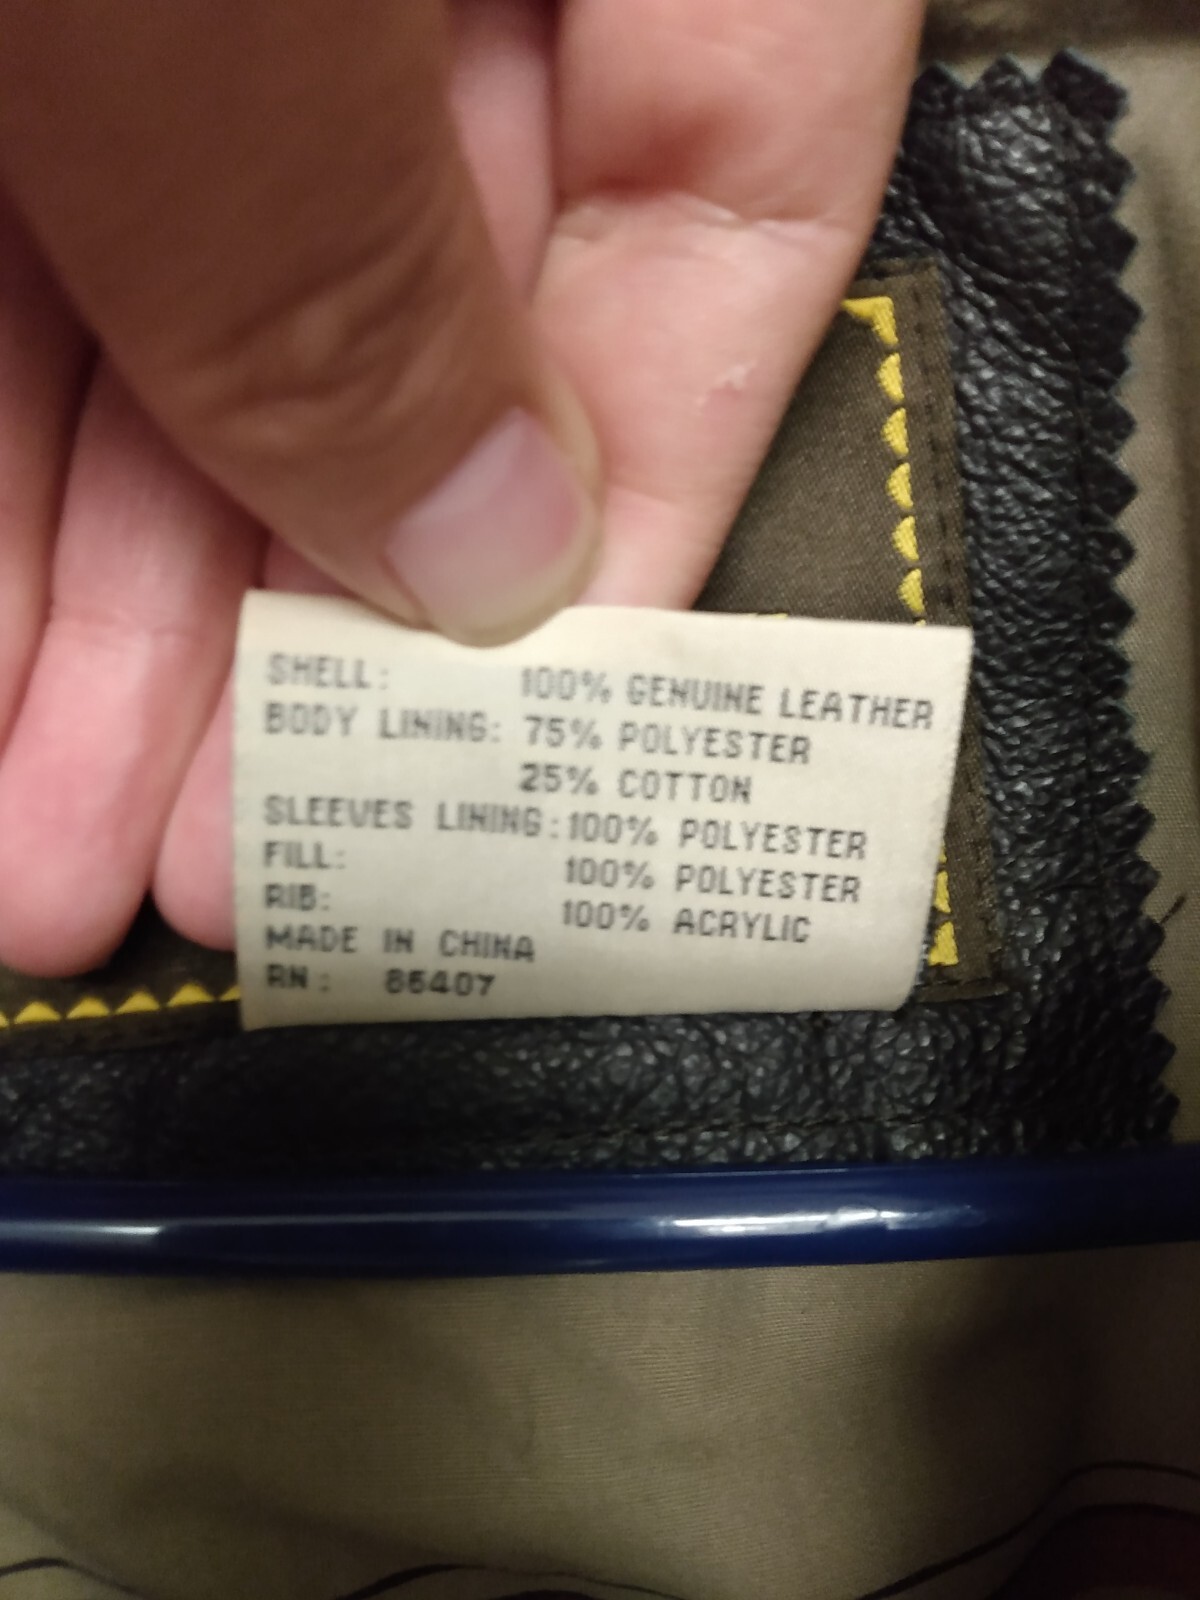 SHELL: 100% GENUINE LEATHER
BODY LINING: 75% POLYESTER
25% COTTON
SLEEVES LINING: 100% POLYESTER
FILL: 100% POLYESTER
RIB: 100% ACRYLIC
MADE IN CHINA
RN: 86407